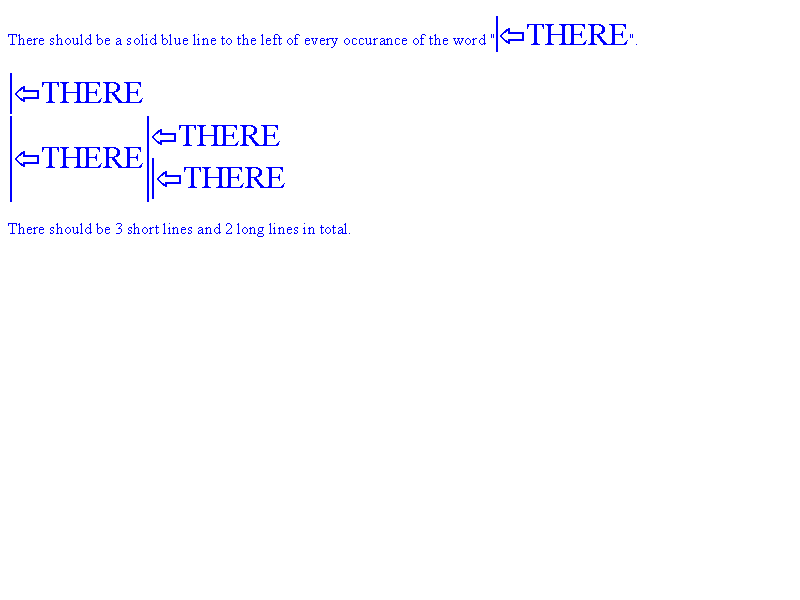 There should be a solid blue line to the left of every occurance of the word "⇦THERE".
⇦THERE
⇦THERE
⇦THERE
⇦THERE
There should be 3 short lines and 2 long lines in total.